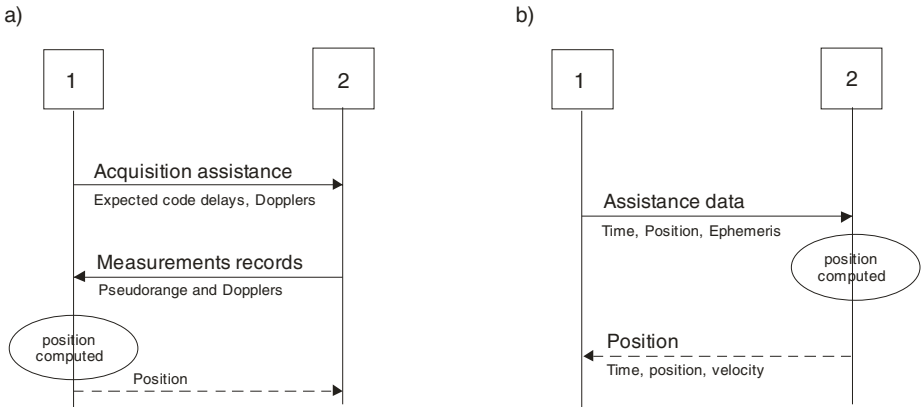 a)
1
2
Acquisition assistance
Expected code delays, Dopplers
Measurements records
Pseudorange and Dopplers
position
computed
Position
b)
1
2
Assistance data
Time, Position, Ephemeris
position
computed
Position
Time, position, velocity